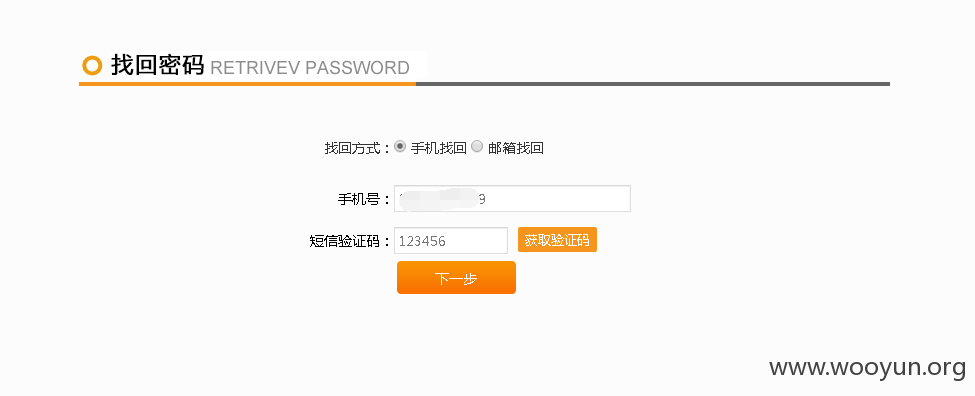 找回密码 RETRIVEV PASSWORD
找回方式： 手机找回 邮箱找回
手机号： 9
短信验证码： 123456 获取验证码
下一步
www.wooyun.org